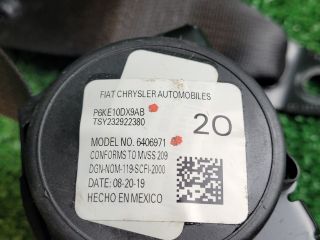 FIAT CHRYSLER AUTOMOBILES
P6KE10DX9AB
TSY232922380
20
MODEL NO. 6406971
CONFORMS TO MVSS 209
DGN-NOM-119-SCFI-2000
DATE: 08-20-19
HECHO EN MEXICO